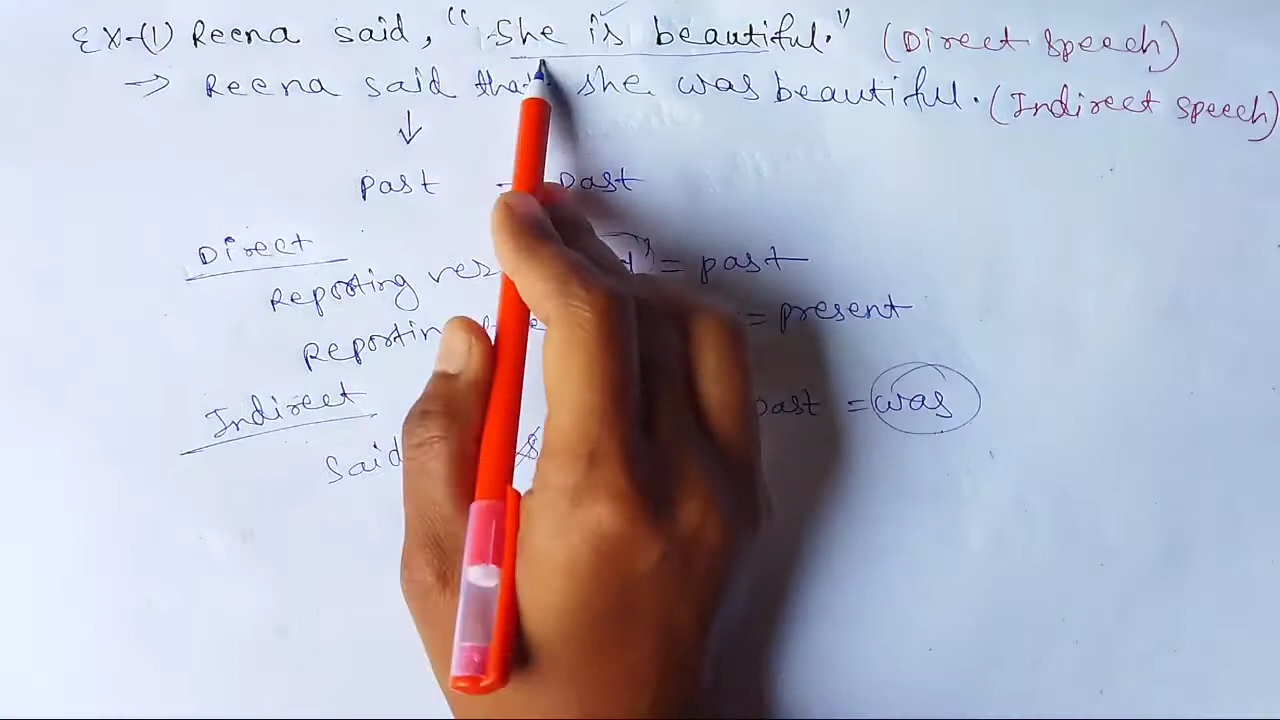 Ex-(1) Reena said, "She is beautiful." (Direct speech)
→ Reena said that she was beautiful. (Indirect speech)
↓
past past
Direct
Reporting = past
= present
Indirect
Said past = was